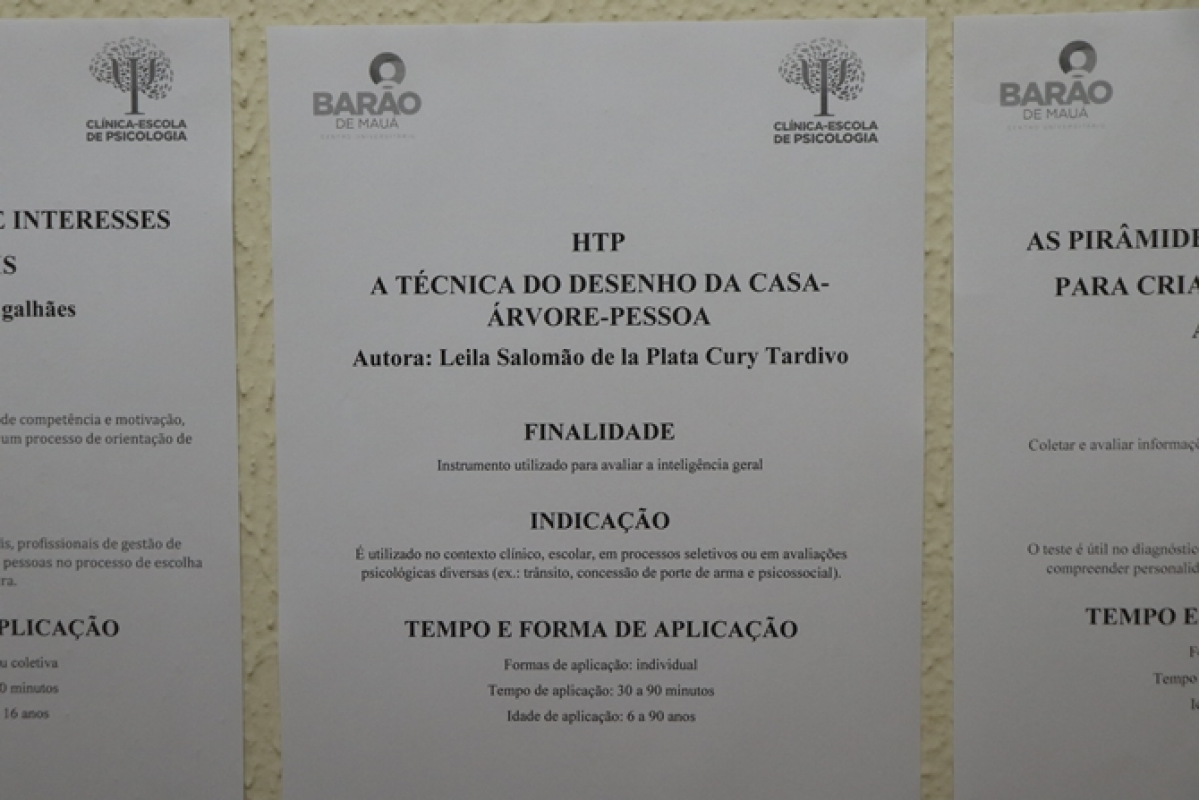 CLÍNICA-ESCOLA
DE PSICOLOGIA
E INTERESSES
IS
galhães
de competência e motivação,
um processo de orientação de
is, profissionais de gestão de
pessoas no processo de escolha
ra.
PLICAÇÃO
u coletiva
0 minutos
16 anos
BARÃO
DE MAUÁ
CENTRO UNIVERSITÁRIO
CLÍNICA-ESCOLA
DE PSICOLOGIA
HTP
A TÉCNICA DO DESENHO DA CASA-
ÁRVORE-PESSOA
Autora: Leila Salomão de la Plata Cury Tardivo
FINALIDADE
Instrumento utilizado para avaliar a inteligência geral
INDICAÇÃO
É utilizado no contexto clínico, escolar, em processos seletivos ou em avaliações
psicológicas diversas (ex.: trânsito, concessão de porte de arma e psicossocial).
TEMPO E FORMA DE APLICAÇÃO
Formas de aplicação: individual
Tempo de aplicação: 30 a 90 minutos
Idade de aplicação: 6 a 90 anos
BARÃO
DE MAUÁ
CENTRO UNIVERSITÁRIO
AS PIRÂMIDE
PARA CRIA
A
Coletar e avaliar informaçõ
O teste é útil no diagnóstic
compreender personalid
TEMPO E
F
Tempo
Id